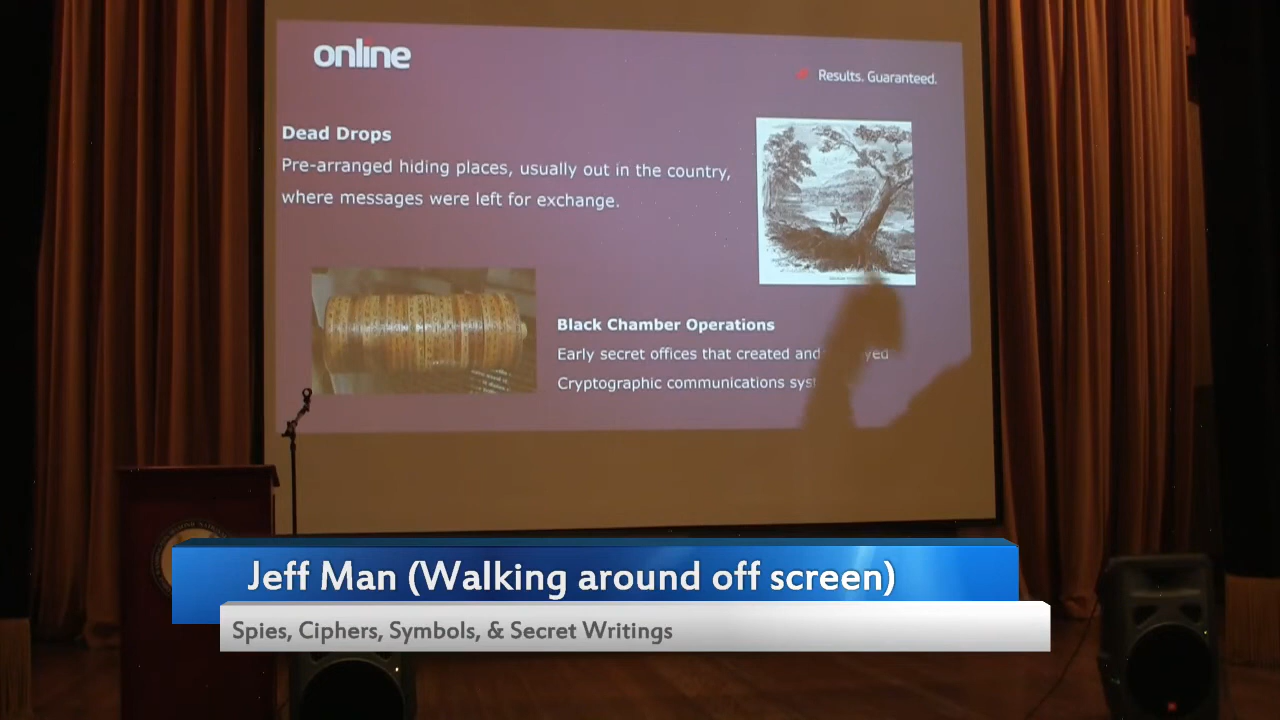 online
Results. Guaranteed.
Dead Drops
Pre-arranged hiding places, usually out in the country,
where messages were left for exchange.
Black Chamber Operations
Early secret offices that created and
Cryptographic communications
Jeff Man (Walking around off screen)
Spies, Ciphers, Symbols, & Secret Writings